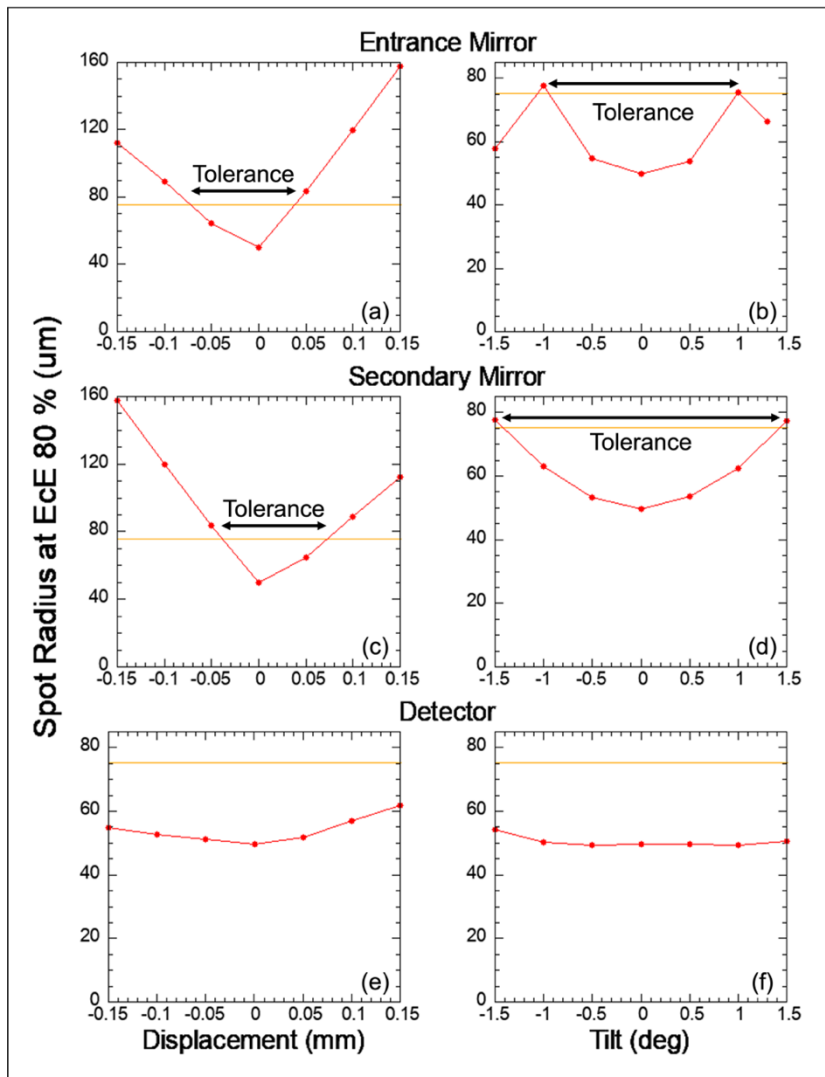 Entrance Mirror
160
120
80
40
0
Tolerance
(a)
-0.15 -0.1 -0.05 0 0.05 0.1 0.15
80
60
40
20
0
Tolerance
(b)
-1.5 -1 -0.5 0 0.5 1 1.5
Secondary Mirror
160
120
80
40
0
Tolerance
(c)
-0.15 -0.1 -0.05 0 0.05 0.1 0.15
80
60
40
20
0
Tolerance
(d)
-1.5 -1 -0.5 0 0.5 1 1.5
Detector
80
60
40
20
0
(e)
-0.15 -0.1 -0.05 0 0.05 0.1 0.15
80
60
40
20
0
(f)
-1.5 -1 -0.5 0 0.5 1 1.5
Displacement (mm)
Tilt (deg)
Spot Radius at EcE 80 % (um)